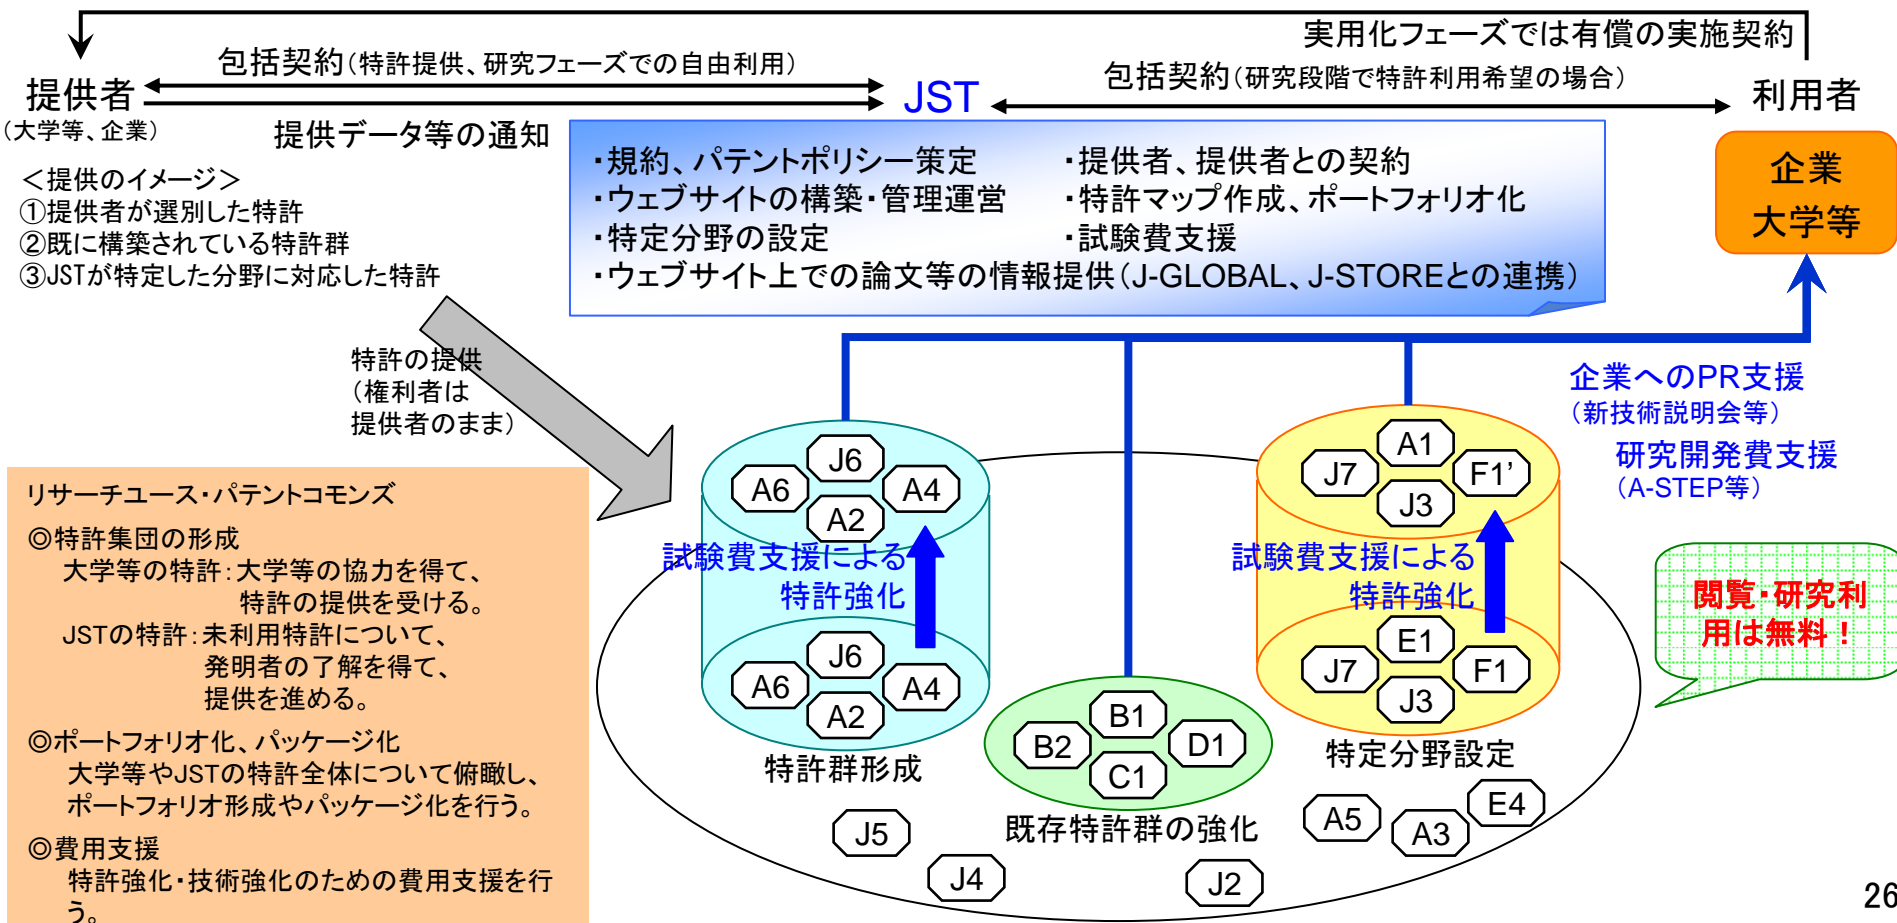 実用化フェーズでは有償の実施契約
包括契約(特許提供、研究フェーズでの自由利用)
包括契約(研究段階で特許利用希望の場合)
提供者
(大学等、企業)
JST
利用者
提供データ等の通知
企業
大学等
<提供のイメージ>
①提供者が選別した特許
②既に構築されている特許群
③JSTが特定した分野に対応した特許
・規約、パテントポリシー策定
・提供者、提供者との契約
・ウェブサイトの構築・管理運営
・特許マップ作成、ポートフォリオ化
・特定分野の設定
・試験費支援
・ウェブサイト上での論文等の情報提供(J-GLOBAL、J-STOREとの連携)
特許の提供
(権利者は
提供者のまま)
企業へのPR支援
(新技術説明会等)
研究開発費支援
(A-STEP等)
リサーチユース・パテントコモンズ
◎特許集団の形成
大学等の特許:大学等の協力を得て、
特許の提供を受ける。
JSTの特許:未利用特許について、
発明者の了解を得て、
提供を進める。
◎ポートフォリオ化、パッケージ化
大学等やJSTの特許全体について俯瞰し、
ポートフォリオ形成やパッケージ化を行う。
◎費用支援
特許強化・技術強化のための費用支援を行
う。
J6
A6
A4
A2
試験費支援による
特許強化
J6
A6
A4
A2
特許群形成
B1
B2
D1
C1
既存特許群の強化
A1
J7
F1’
J3
試験費支援による
特許強化
E1
J7
F1
J3
特定分野設定
J5
J4
J2
A5
A3
E4
閲覧・研究利
用は無料!
26